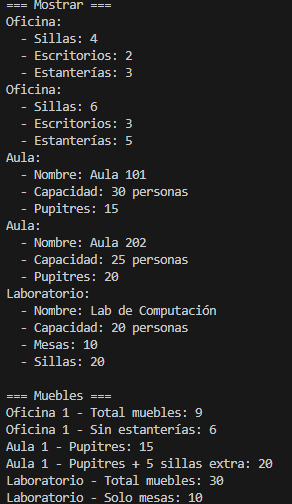 === Mostrar ===
Oficina:
  - Sillas: 4
  - Escritorios: 2
  - Estanterías: 3
Oficina:
  - Sillas: 6
  - Escritorios: 3
  - Estanterías: 5
Aula:
  - Nombre: Aula 101
  - Capacidad: 30 personas
  - Pupitres: 15
Aula:
  - Nombre: Aula 202
  - Capacidad: 25 personas
  - Pupitres: 20
Laboratorio:
  - Nombre: Lab de Computación
  - Capacidad: 20 personas
  - Mesas: 10
  - Sillas: 20

=== Muebles ===
Oficina 1 - Total muebles: 9
Oficina 1 - Sin estanterías: 6
Aula 1 - Pupitres: 15
Aula 1 - Pupitres + 5 sillas extra: 20
Laboratorio - Total muebles: 30
Laboratorio - Solo mesas: 10